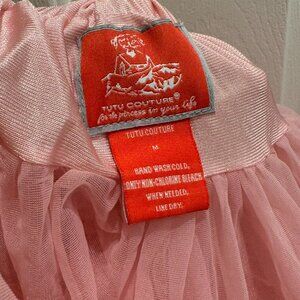 TUTU COUTURE®
for the princess in your life
TUTU COUTURE
M
HAND WASH COLD,
ONLY NON-CHLORINE BLEACH
WHEN NEEDED,
LINE DRY.